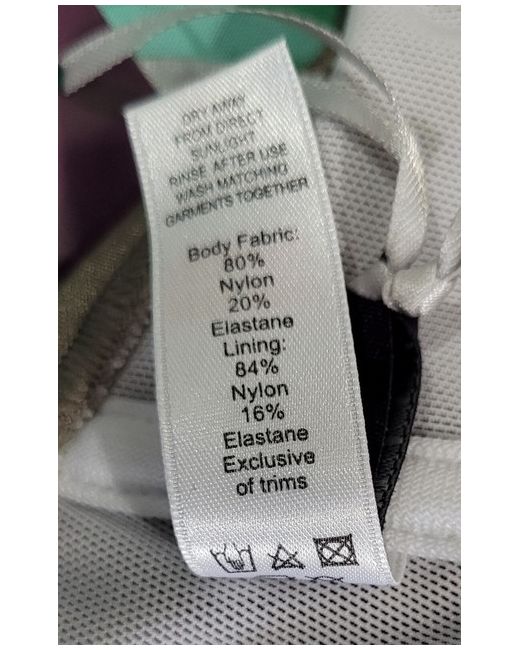 DRY AWAY
FROM DIRECT
SUNLIGHT
RINSE AFTER USE
WASH MATCHING
GARMENTS TOGETHER
Body Fabric:
80%
Nylon
20%
Elastane
Lining:
84%
Nylon
16%
Elastane
Exclusive
of trims